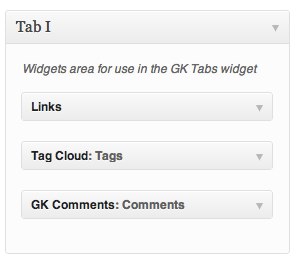 Tab I
Widgets area for use in the GK Tabs widget
Links
Tag Cloud: Tags
GK Comments: Comments